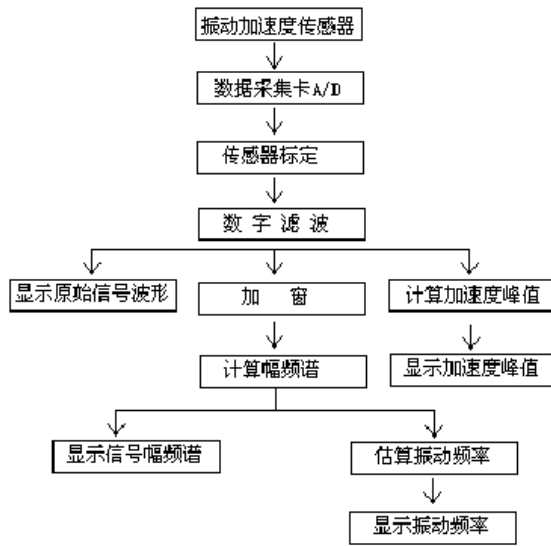 振动加速度传感器
数据采集卡A/D
传感器标定
数 字 滤 波
显示原始信号波形
加 窗
计算加速度峰值
计算幅频谱
显示加速度峰值
显示信号幅频谱
估算振动频率
显示振动频率